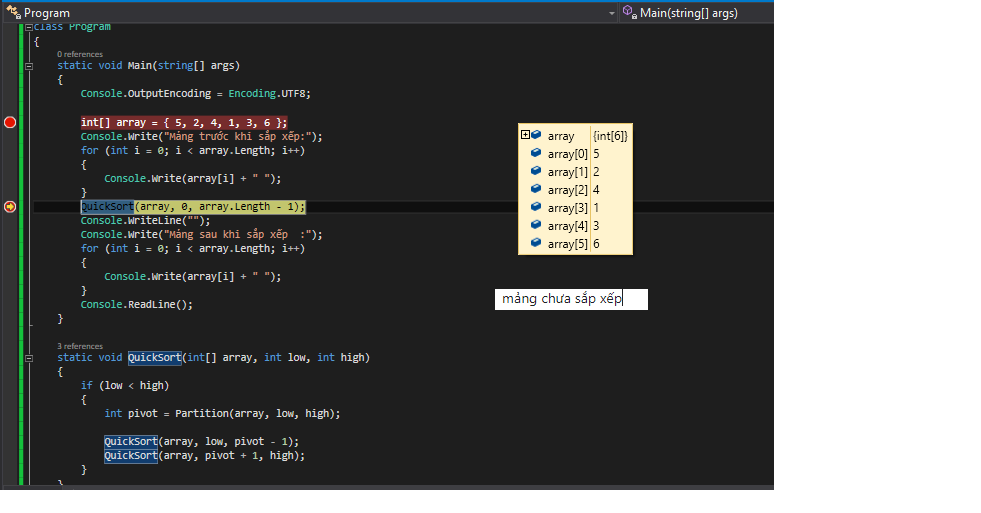 Program Main(string[] args)
class Program
{
0 references
static void Main(string[] args)
{
Console.OutputEncoding = Encoding.UTF8;
int[] array = { 5, 2, 4, 1, 3, 6 };
Console.Write("Mảng trước khi sắp xếp:");
for (int i = 0; i < array.Length; i++)
{
Console.Write(array[i] + " ");
}
QuickSort(array, 0, array.Length - 1);
Console.WriteLine("");
Console.Write("Mảng sau khi sắp xếp  :");
for (int i = 0; i < array.Length; i++)
{
Console.Write(array[i] + " ");
}
Console.ReadLine();
}
3 references
static void QuickSort(int[] array, int low, int high)
{
if (low < high)
{
int pivot = Partition(array, low, high);
QuickSort(array, low, pivot - 1);
QuickSort(array, pivot + 1, high);
}
}
array {int[6]}
array[0] 5
array[1] 2
array[2] 4
array[3] 1
array[4] 3
array[5] 6
mảng chưa sắp xếp